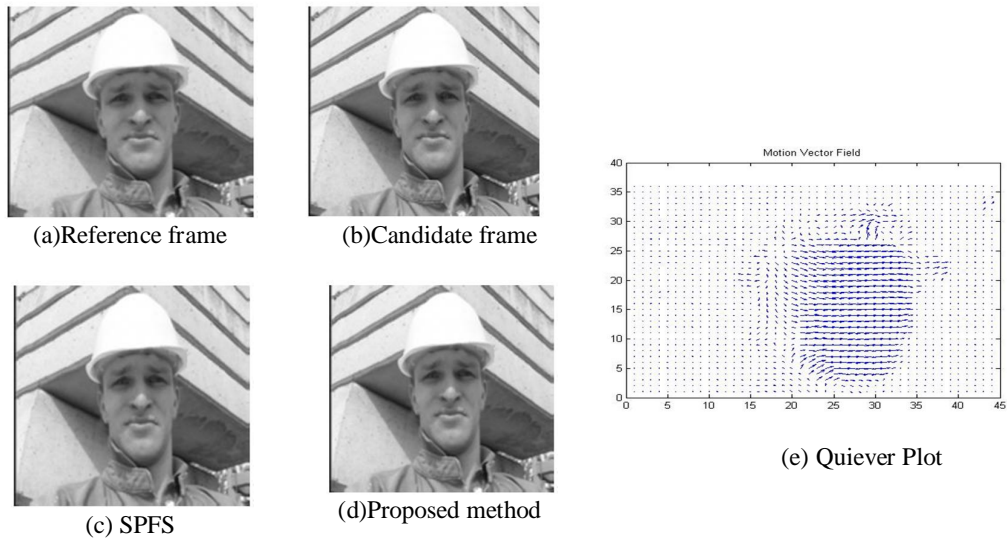 (a)Reference frame
(b)Candidate frame
Motion Vector Field
40
35
30
25
20
15
10
5
0
0 5 10 15 20 25 30 35 40 45
(c) SPFS
(d)Proposed method
(e) Quiever Plot